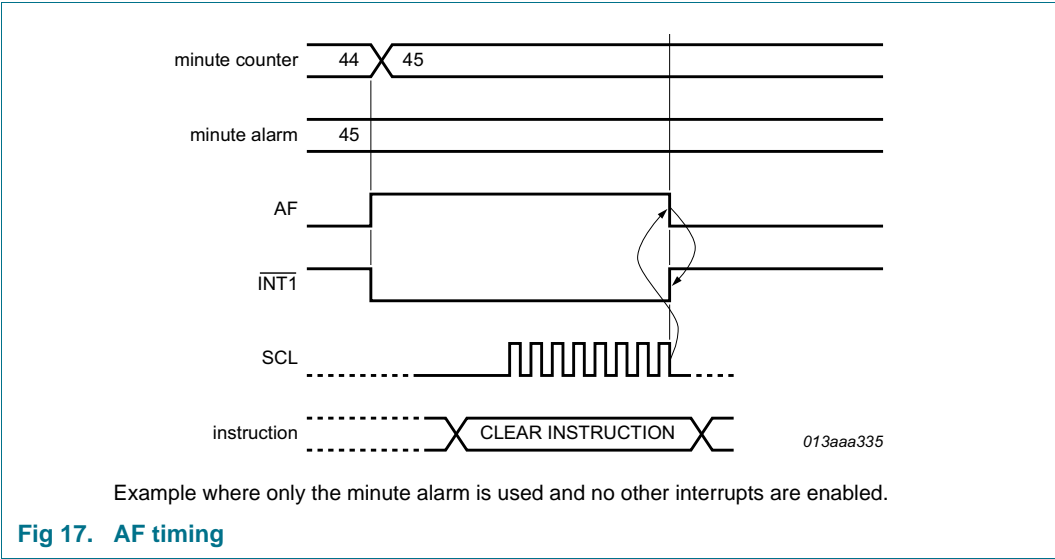 minute counter 44 45
minute alarm 45
AF
INT1
SCL
instruction CLEAR INSTRUCTION
013aaa335
Example where only the minute alarm is used and no other interrupts are enabled.
Fig 17. AF timing